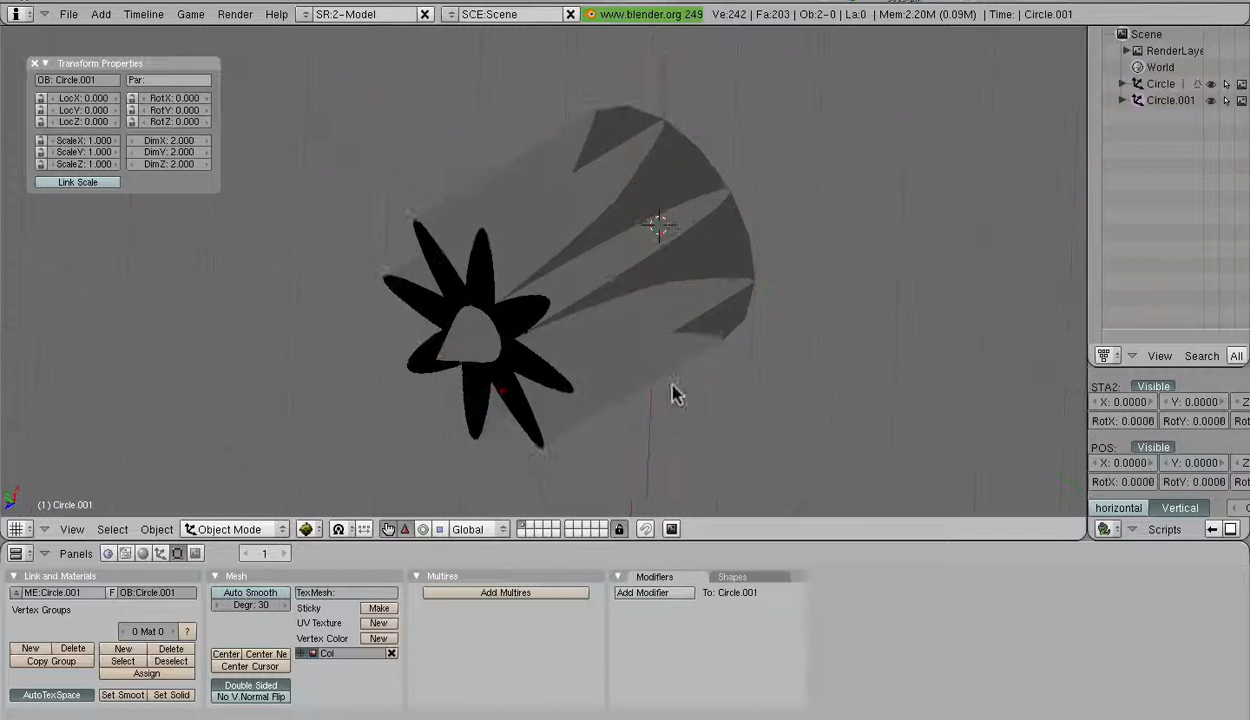 File Add Timeline Game Render Help SR:2-Model SCE:Scene www.blender.org 249 Ve:242 | Fa:203 | Ob:2-0 | La:0 | Mem:2.20M (0.09M) | Time: | Circle.001
Transform Properties
OB: Circle.001 Par:
LocX: 0.000 RotX: 0.000
LocY: 0.000 RotY: 0.000
LocZ: 0.000 RotZ: 0.000
ScaleX: 1.000 DimX: 2.000
ScaleY: 1.000 DimY: 2.000
ScaleZ: 1.000 DimZ: 2.000
Link Scale
Scene
RenderLaye
World
Circle
Circle.001
View Search All
STA2: Visible
X: 0.0000 Y: 0.0000 Z
RotX: 0.0000 RotY: 0.0000 Rot
POS: Visible
X: 0.0000 Y: 0.0000 Z
RotX: 0.0000 RotY: 0.0000 Rot
horizontal Vertical
Scripts
(1) Circle.001
View Select Object Object Mode Global
Panels 1
Link and Materials
ME:Circle.001 F OB:Circle.001
Vertex Groups
0 Mat 0 ?
New Delete New Delete
Copy Group Select Deselect
Assign
AutoTexSpace Set Smoot Set Solid
Mesh
Auto Smooth TexMesh:
Degr: 30 Sticky Make
UV Texture New
Vertex Color New
Center Center Ne Col
Center Cursor
Double Sided
No V.Normal Flip
Multires
Add Multires
Modifiers Shapes
Add Modifier To: Circle.001